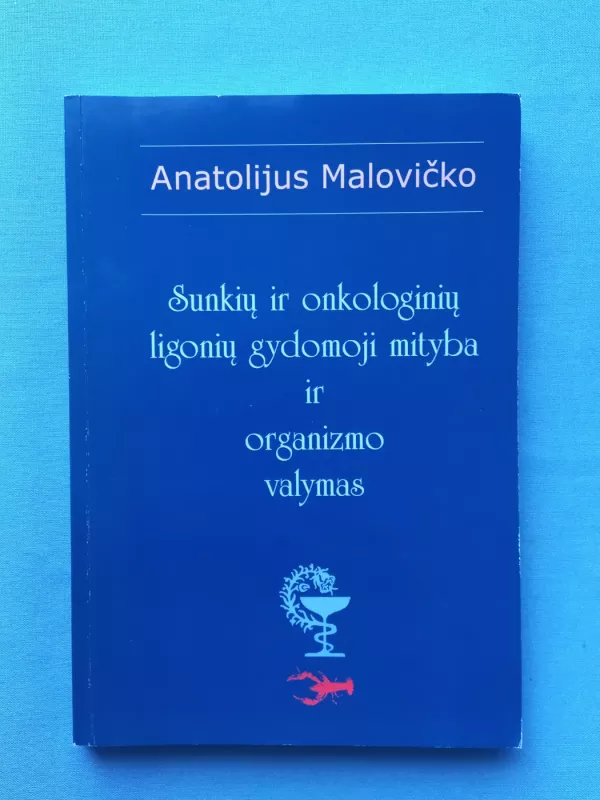 Anatolijus Malovičko
Sunkių ir onkologinių
ligonių gydomoji mityba
ir
organizmo
valymas